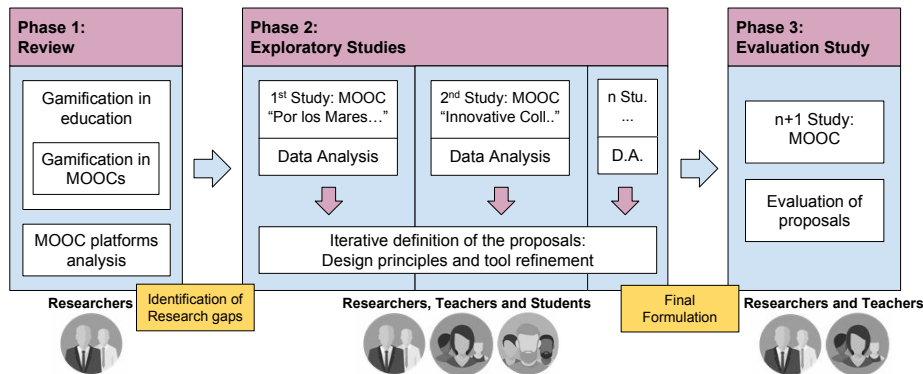 Phase 1:
Review
Gamification in
education
Gamification in
MOOCs
MOOC platforms
analysis
Researchers
Identification of
Research gaps
Phase 2:
Exploratory Studies
1st Study: MOOC
“Por los Mares…”
Data Analysis
2nd Study: MOOC
“Innovative Coll..”
Data Analysis
n Stu.
...
D.A.
Iterative definition of the proposals:
Design principles and tool refinement
Researchers, Teachers and Students
Final
Formulation
Phase 3:
Evaluation Study
n+1 Study:
MOOC
Evaluation of
proposals
Researchers and Teachers